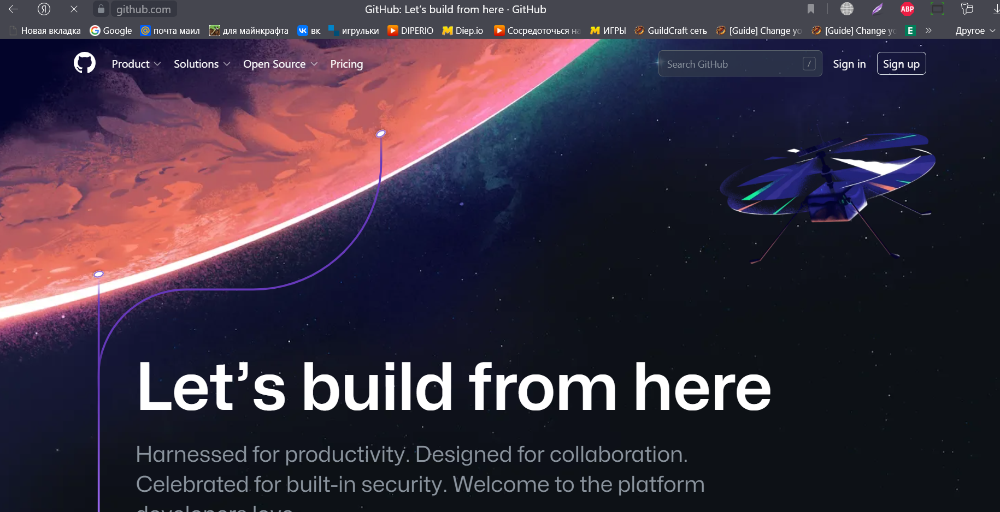 Я github.com GitHub: Let's build from here · GitHub ABP
Новая вкладка Google почта маил для майнкрафта вк игрульки DIPERIO Diep.io Сосредоточься на ИГРЫ GuildCraft сеть [Guide] Change yo [Guide] Change yo E » Другое
Product Solutions Open Source Pricing Search GitHub / Sign in Sign up
Let’s build from here
Harnessed for productivity. Designed for collaboration.
Celebrated for built-in security. Welcome to the platform
developers love.